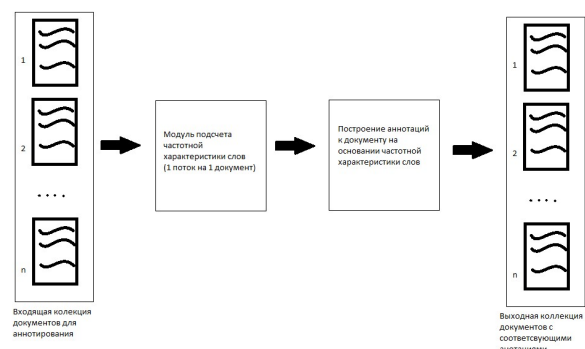 1
2
. . . .
n
Входящая колекция
документов для
аннотирования
Модуль подсчета
частотной
характеристики слов
(1 поток на 1 документ)
Построение аннотаций
к документу на
основании частотной
характеристики слов
1
2
. . . .
n
Выходная коллекция
документов с
соответсвующими